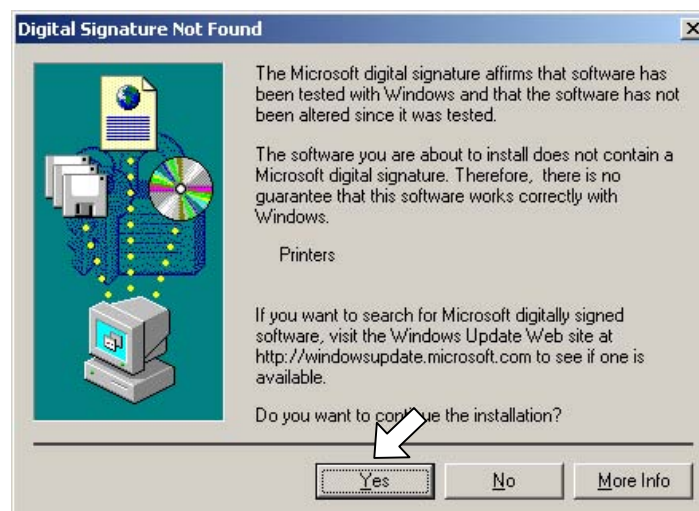 Digital Signature Not Found
The Microsoft digital signature affirms that software has
been tested with Windows and that the software has not
been altered since it was tested.
The software you are about to install does not contain a
Microsoft digital signature. Therefore, there is no
guarantee that this software works correctly with
Windows.
Printers
If you want to search for Microsoft digitally signed
software, visit the Windows Update Web site at
http://windowsupdate.microsoft.com to see if one is
available.
Do you want to continue the installation?
Yes No More Info